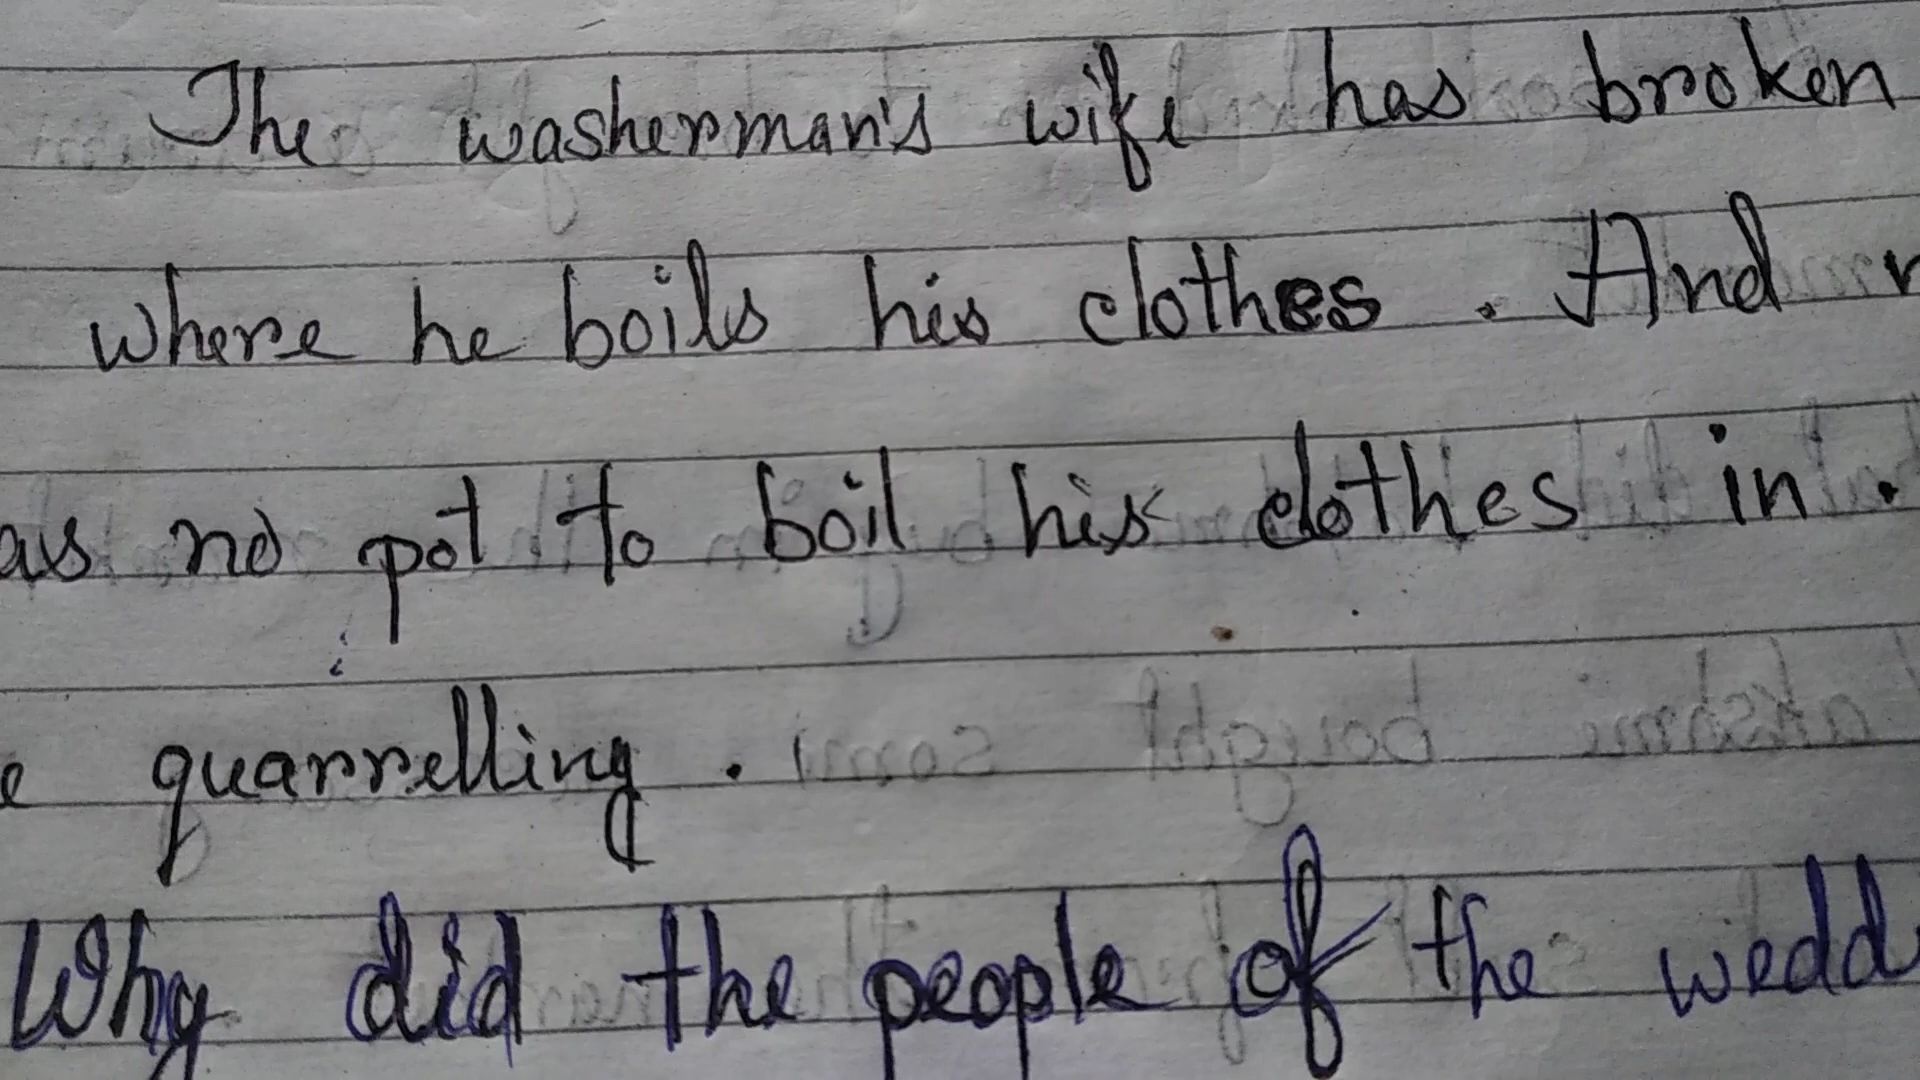 The washerman's wife has broken
where he boils his clothes. And
as no pot to boil his clothes in.
quarrelling.
Why did the people of the wedd